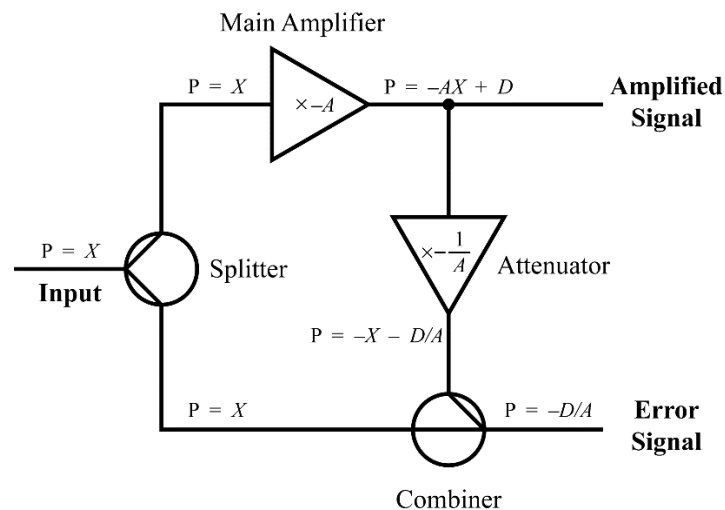 Main Amplifier
P = X
×–A
P = –AX + D
Amplified
Signal
P = X
Input
Splitter
×–1/A
Attenuator
P = –X – D/A
P = X
P = –D/A
Error
Signal
Combiner